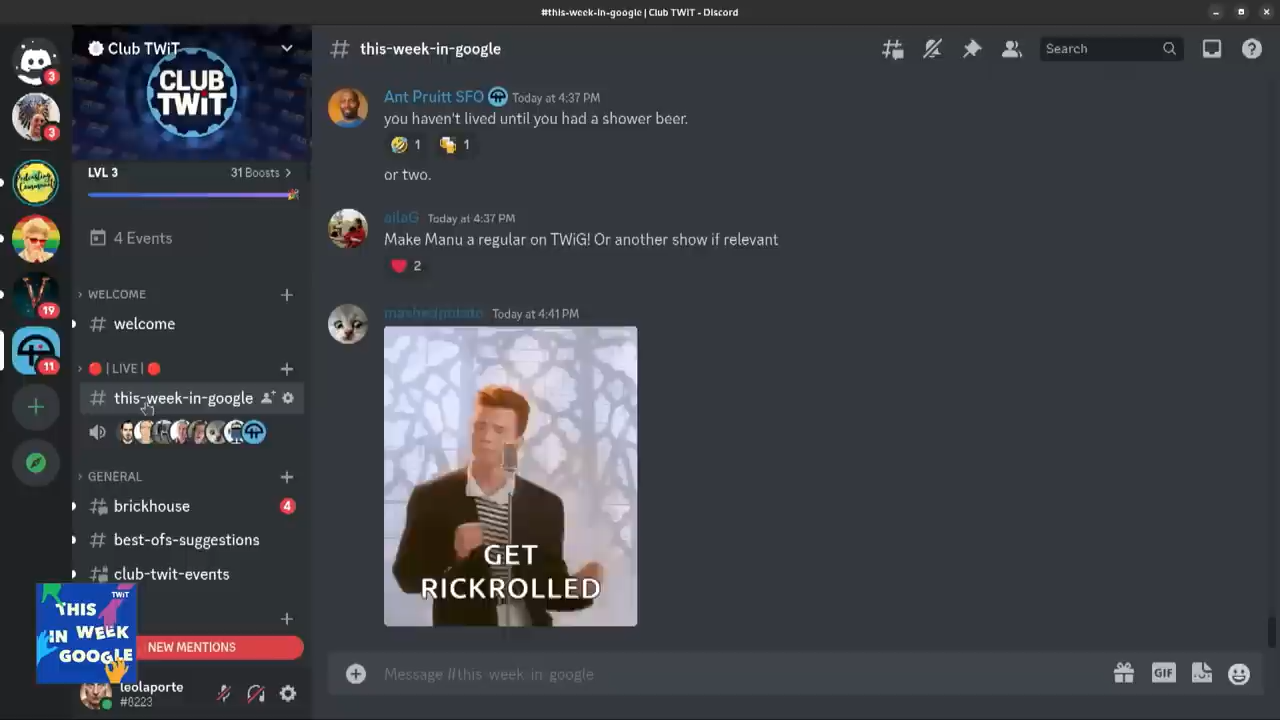 #this-week-in-google | Club TWiT - Discord
Club TWiT
CLUB
TWiT
LVL 3
31 Boosts
4 Events
WELCOME
welcome
| LIVE |
this-week-in-google
GENERAL
brickhouse
4
best-ofs-suggestions
club-twit-events
NEW MENTIONS
leolaporte
#8223
3
3
19
11
Podcasting
Community
TWiT
THIS
IN WEEK
GOOGLE
# this-week-in-google
Search
Ant Pruitt SFO Today at 4:37 PM
you haven't lived until you had a shower beer.
1 1
or two.
ailaG Today at 4:37 PM
Make Manu a regular on TWiG! Or another show if relevant
2
mashedpotato Today at 4:41 PM
GET
RICKROLLED
Message #this-week-in-google
GIF